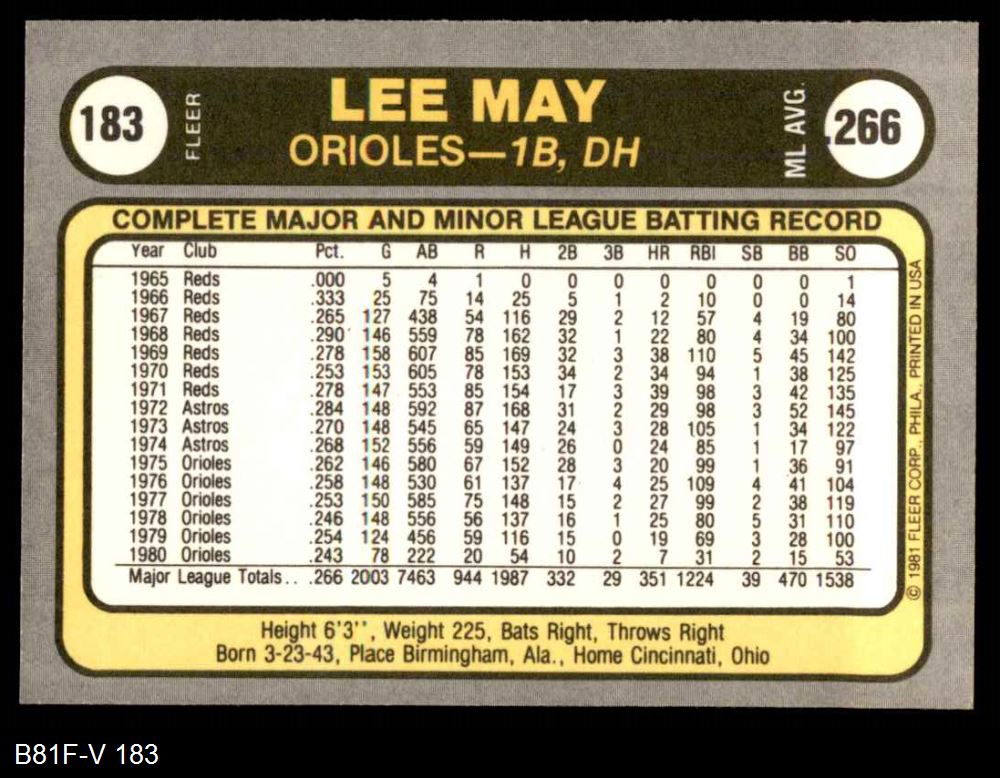 183 FLEER LEE MAY ML AVG. .266
ORIOLES—1B, DH
COMPLETE MAJOR AND MINOR LEAGUE BATTING RECORD
Year Club Pct. G AB R H 2B 3B HR RBI SB BB SO
1965 Reds .000 5 4 1 0 0 0 0 0 0 0 1
1966 Reds .333 25 75 14 25 5 1 2 10 0 0 14
1967 Reds .265 127 438 54 116 29 2 12 57 4 19 80
1968 Reds .290 146 559 78 162 32 1 22 80 4 34 100
1969 Reds .278 158 607 85 169 32 3 38 110 5 45 142
1970 Reds .253 153 605 78 153 34 2 34 94 1 38 125
1971 Reds .278 147 553 85 154 17 3 39 98 3 42 135
1972 Astros .284 148 592 87 168 31 2 29 98 3 52 145
1973 Astros .270 148 545 65 147 24 3 28 105 1 34 122
1974 Astros .268 152 556 59 149 26 0 24 85 1 17 97
1975 Orioles .262 146 580 67 152 28 3 20 99 1 36 91
1976 Orioles .258 148 530 61 137 17 4 25 109 4 41 104
1977 Orioles .253 150 585 75 148 15 2 27 99 2 38 119
1978 Orioles .246 148 556 56 137 16 1 25 80 5 31 110
1979 Orioles .254 124 456 59 116 15 0 19 69 3 28 100
1980 Orioles .243 78 222 20 54 10 2 7 31 2 15 53
Major League Totals.. .266 2003 7463 944 1987 332 29 351 1224 39 470 1538
© 1981 FLEER CORP., PHILA., PRINTED IN USA
Height 6'3'', Weight 225, Bats Right, Throws Right
Born 3-23-43, Place Birmingham, Ala., Home Cincinnati, Ohio
B81F-V 183